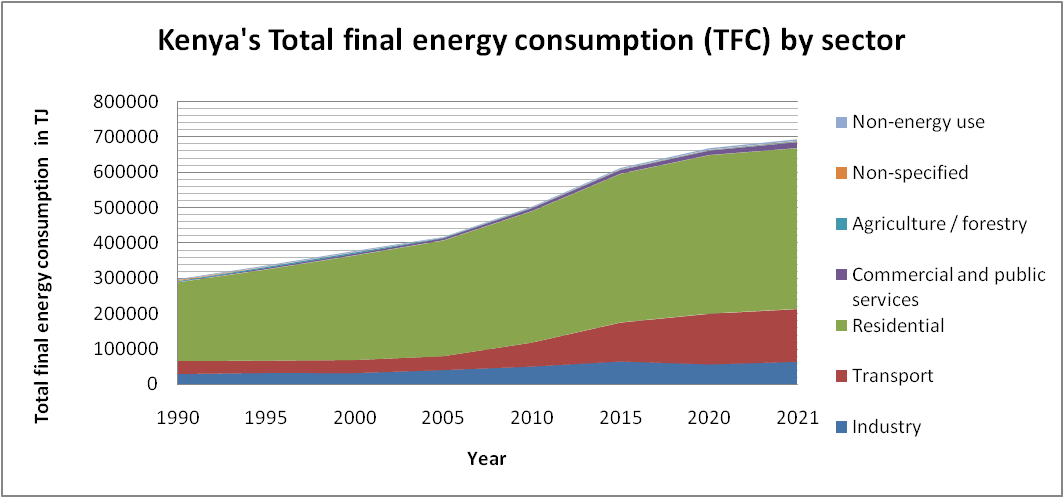 Kenya's Total final energy consumption (TFC) by sector
Total final energy consumption in TJ
800000
700000
600000
500000
400000
300000
200000
100000
0
1990 1995 2000 2005 2010 2015 2020 2021
Year
Non-energy use
Non-specified
Agriculture / forestry
Commercial and public
services
Residential
Transport
Industry